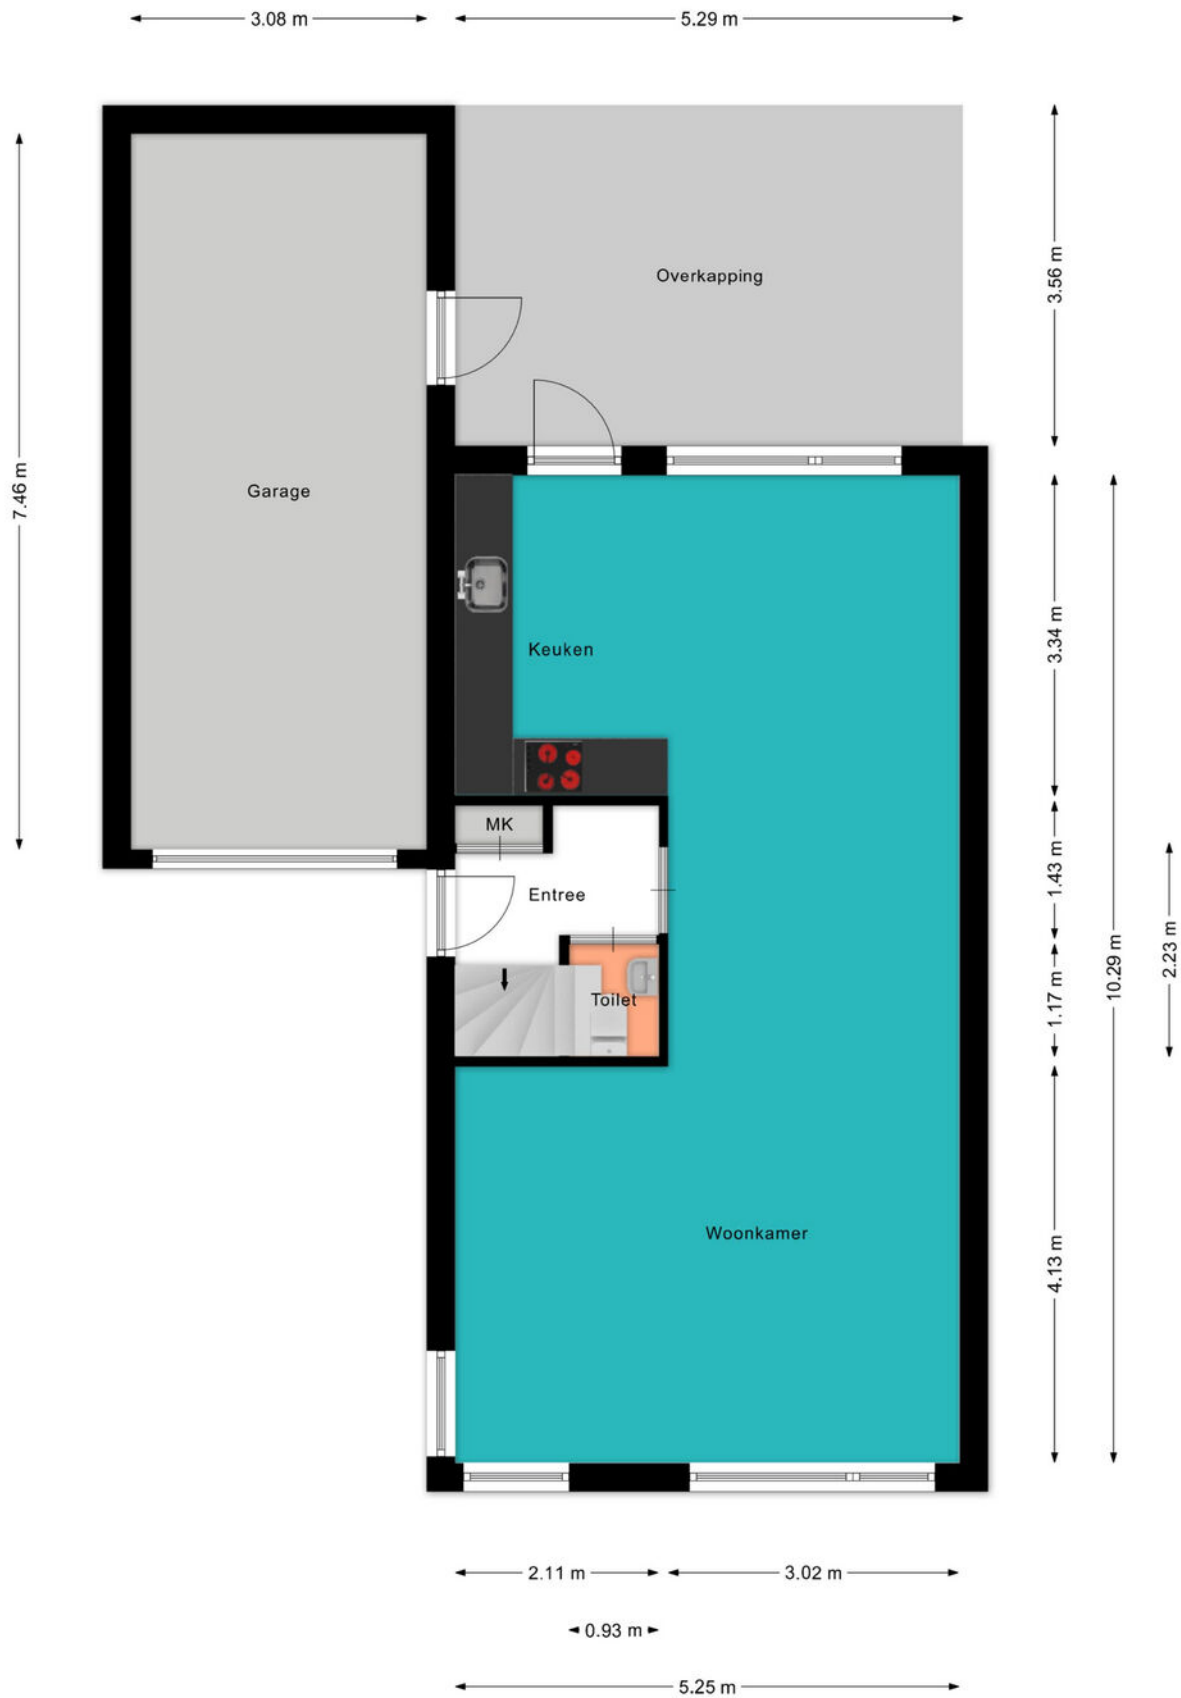 3.08 m
5.29 m
Overkapping
3.56 m
7.46 m
Garage
Keuken
3.34 m
MK
Entree
1.43 m
2.23 m
10.29 m
Toilet
1.17 m
Woonkamer
4.13 m
2.11 m
3.02 m
0.93 m
5.25 m